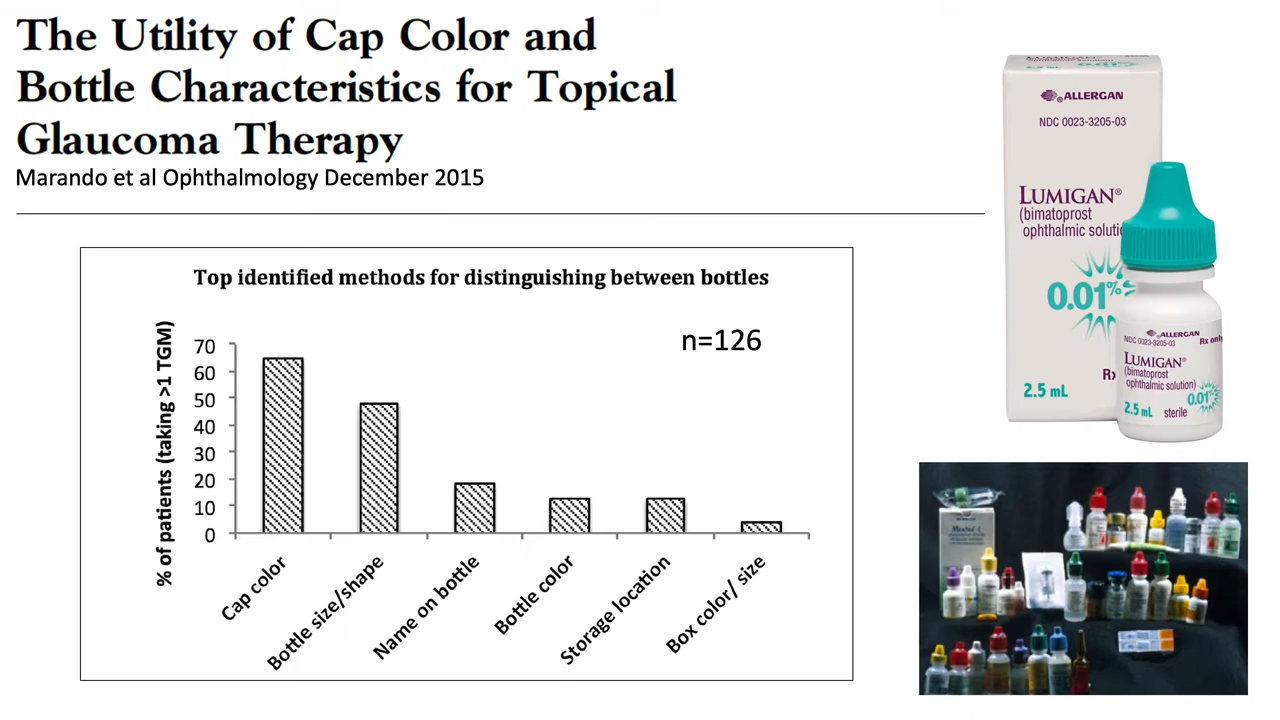 The Utility of Cap Color and
Bottle Characteristics for Topical
Glaucoma Therapy
Marando et al Ophthalmology December 2015
Top identified methods for distinguishing between bottles
n=126
% of patients (taking >1 TGM)
70
60
50
40
30
20
10
0
Cap color
Bottle size/shape
Name on bottle
Bottle color
Storage location
Box color/ size
ALLERGAN
NDC 0023-3205-03
LUMIGAN®
(bimatoprost
ophthalmic
0.01%
Rx
2.5 mL
ALLERGAN
NDC 0023-3205-03
Rx only
LUMIGAN®
(bimatoprost
ophthalmic solution)
0.01%
2.5 mL sterile